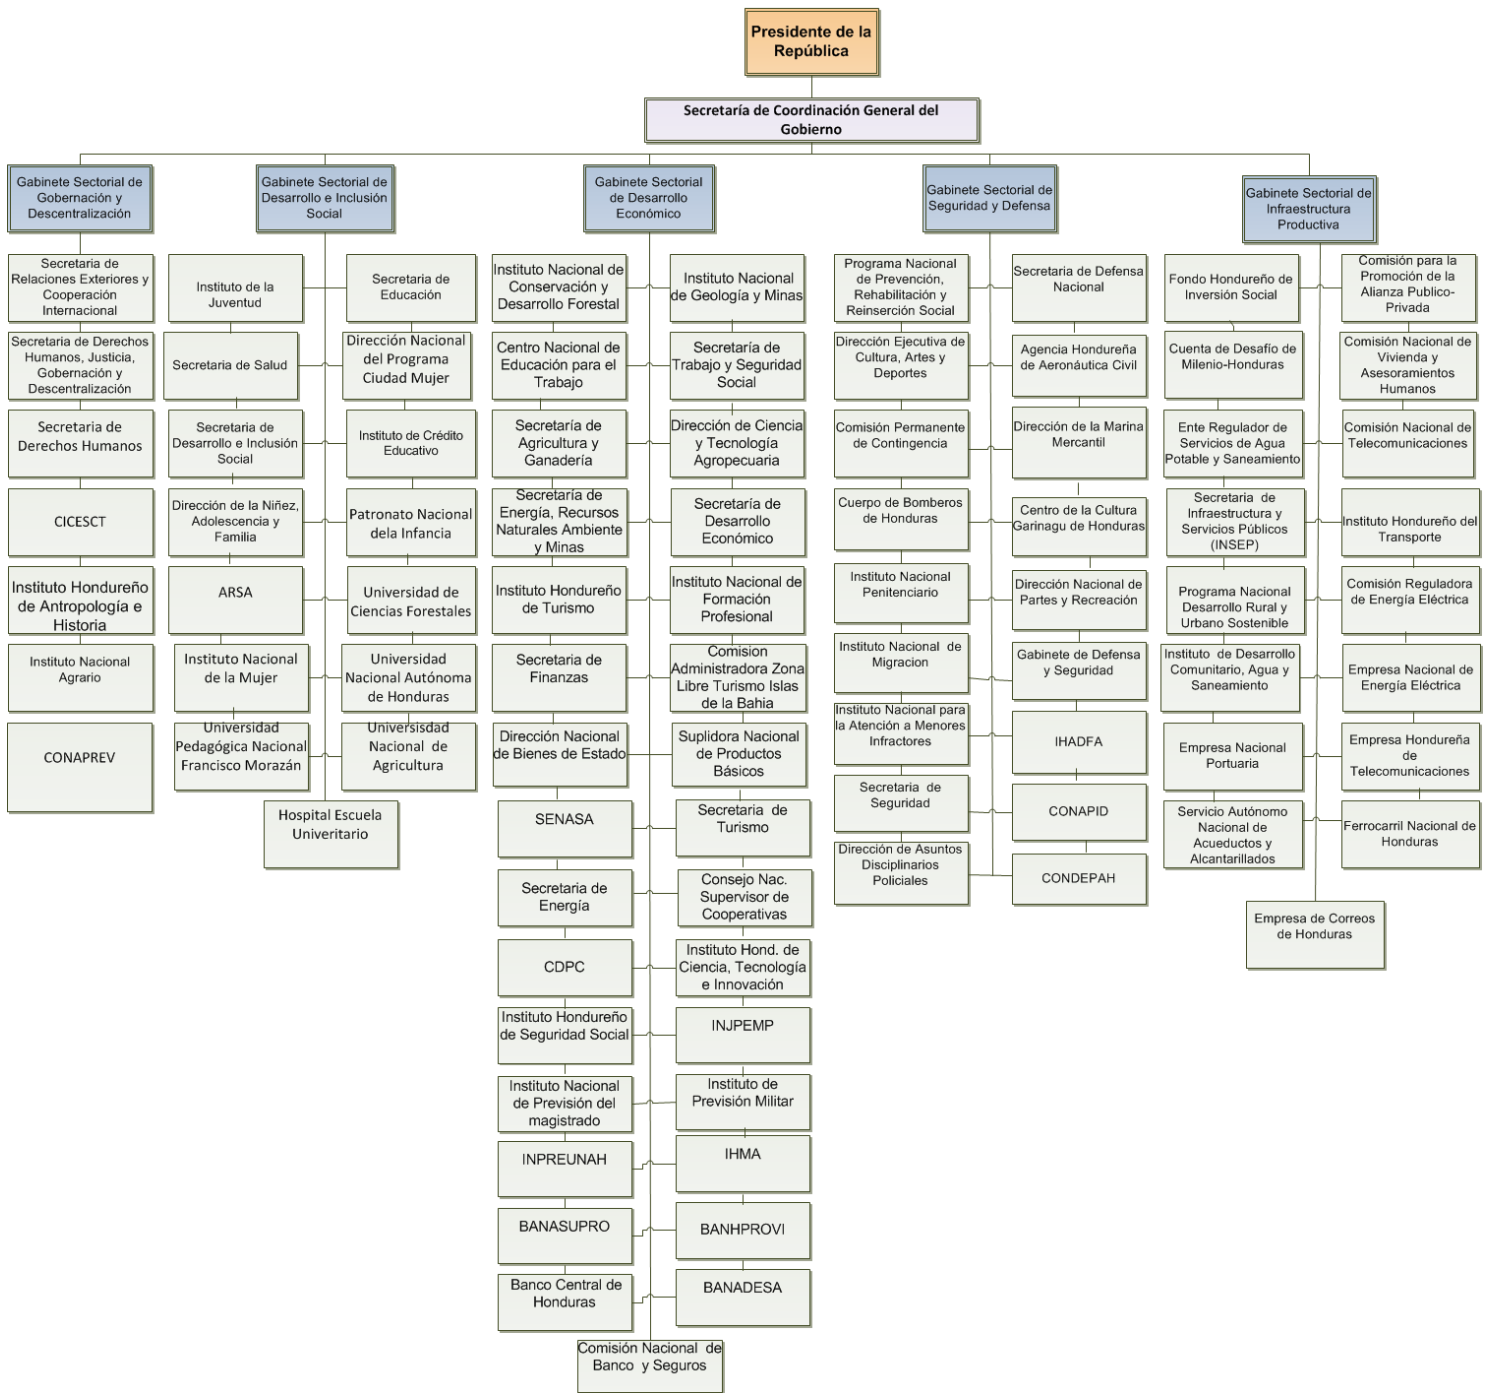 Presidente de la
República
Secretaría de Coordinación General del
Gobierno
Gabinete Sectorial de
Gobernación y
Descentralización
Secretaria de
Relaciones Exteriores y
Cooperación
Internacional
Secretaria de Derechos
Humanos, Justicia,
Gobernación y
Descentralización
Secretaria de
Derechos Humanos
CICESCT
Instituto Hondureño
de Antropología e
Historia
Instituto Nacional
Agrario
CONAPREV
Gabinete Sectorial de
Desarrollo e Inclusión
Social
Instituto de la
Juventud
Secretaria de
Educación
Secretaria de Salud
Dirección Nacional
del Programa
Ciudad Mujer
Secretaria de
Desarrollo e Inclusión
Social
Instituto de Crédito
Educativo
Dirección de la Niñez,
Adolescencia y
Familia
Patronato Nacional
dela Infancia
ARSA
Universidad de
Ciencias Forestales
Instituto Nacional
de la Mujer
Universidad
Nacional Autónoma
de Honduras
Universidad
Pedagógica Nacional
Francisco Morazán
Universisdad
Nacional de
Agricultura
Hospital Escuela
Univeritario
Gabinete Sectorial
de Desarrollo
Económico
Instituto Nacional de
Conservación y
Desarrollo Forestal
Instituto Nacional
de Geología y Minas
Centro Nacional de
Educación para el
Trabajo
Secretaría de
Trabajo y Seguridad
Social
Secretaría de
Agricultura y
Ganadería
Dirección de Ciencia
y Tecnología
Agropecuaria
Secretaría de
Energía, Recursos
Naturales Ambiente
y Minas
Secretaría de
Desarrollo
Económico
Instituto Hondureño
de Turismo
Instituto Nacional de
Formación
Profesional
Secretaria de
Finanzas
Comision
Administradora Zona
Libre Turismo Islas
de la Bahia
Dirección Nacional
de Bienes de Estado
Suplidora Nacional
de Productos
Básicos
SENASA
Secretaria de
Turismo
Secretaria de
Energía
Consejo Nac.
Supervisor de
Cooperativas
CDPC
Instituto Hond. de
Ciencia, Tecnología
e Innovación
Instituto Hondureño
de Seguridad Social
INJPEMP
Instituto Nacional
de Previsión del
magistrado
Instituto de
Previsión Militar
INPREUNAH
IHMA
BANASUPRO
BANHPROVI
Banco Central de
Honduras
BANADESA
Comisión Nacional de
Banco y Seguros
Gabinete Sectorial de
Seguridad y Defensa
Programa Nacional
de Prevención,
Rehabilitación y
Reinserción Social
Secretaria de Defensa
Nacional
Dirección Ejecutiva de
Cultura, Artes y
Deportes
Agencia Hondureña
de Aeronáutica Civil
Comisión Permanente
de Contingencia
Dirección de la Marina
Mercantil
Cuerpo de Bomberos
de Honduras
Centro de la Cultura
Garinagu de Honduras
Instituto Nacional
Penitenciario
Dirección Nacional de
Partes y Recreación
Instituto Nacional de
Migracion
Gabinete de Defensa
y Seguridad
Instituto Nacional para
la Atención a Menores
Infractores
IHADFA
Secretaria de
Seguridad
CONAPID
Dirección de Asuntos
Disciplinarios
Policiales
CONDEPAH
Gabinete Sectorial de
Infraestructura
Productiva
Fondo Hondureño de
Inversión Social
Comisión para la
Promoción de la
Alianza Publico-
Privada
Cuenta de Desafío de
Milenio-Honduras
Comisión Nacional de
Vivienda y
Asesoramientos
Humanos
Ente Regulador de
Servicios de Agua
Potable y Saneamiento
Comisión Nacional de
Telecomunicaciones
Secretaria de
Infraestructura y
Servicios Públicos
(INSEP)
Instituto Hondureño del
Transporte
Programa Nacional
Desarrollo Rural y
Urbano Sostenible
Comisión Reguladora
de Energía Eléctrica
Instituto de Desarrollo
Comunitario, Agua y
Saneamiento
Empresa Nacional de
Energía Eléctrica
Empresa Nacional
Portuaria
Empresa Hondureña
de
Telecomunicaciones
Servicio Autónomo
Nacional de
Acueductos y
Alcantarillados
Ferrocarril Nacional de
Honduras
Empresa de Correos
de Honduras